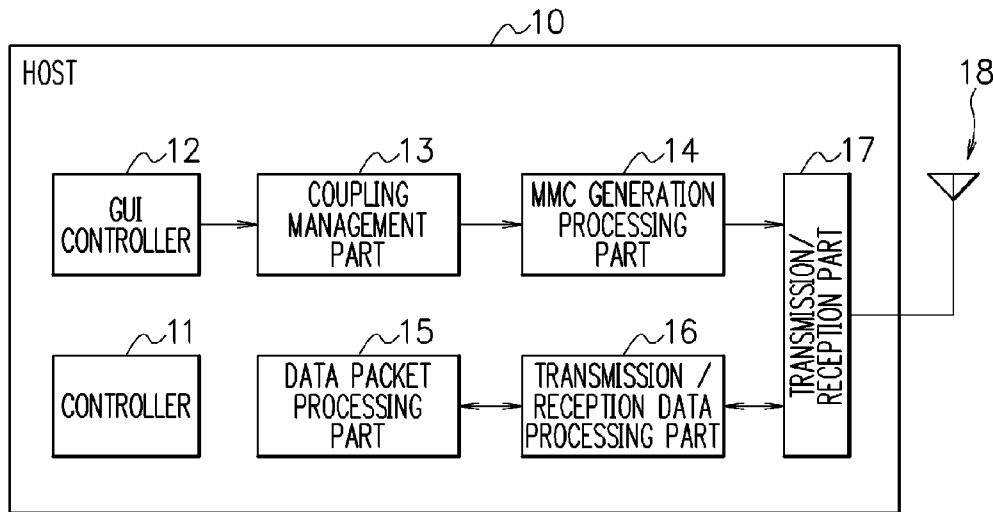 10
HOST
18
12
13
14
17
GUI
CONTROLLER
COUPLING
MANAGEMENT
PART
MMC GENERATION
PROCESSING
PART
TRANSMISSION/
RECEPTION PART
11
15
16
CONTROLLER
DATA PACKET
PROCESSING
PART
TRANSMISSION /
RECEPTION DATA
PROCESSING PART